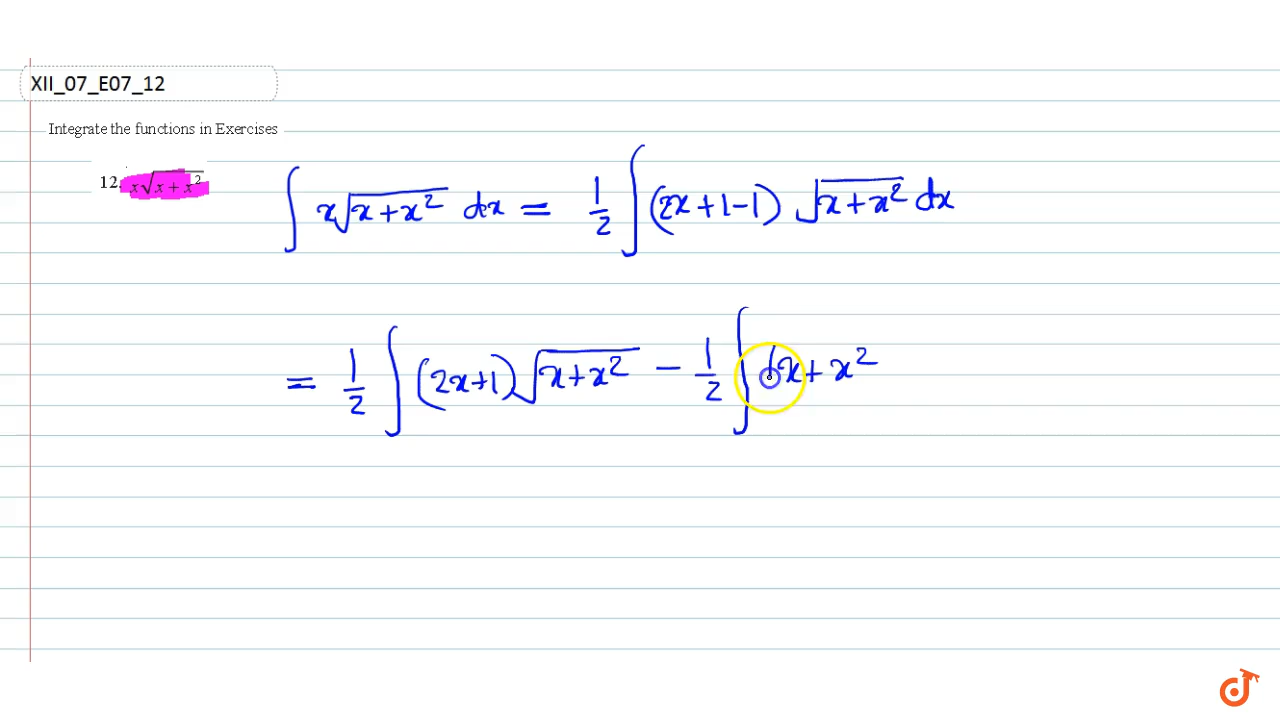 XII_07_E07_12
Integrate the functions in Exercises
12. x√(x + x²)
∫ x√(x+x²) dx = 1/2 ∫ (2x+1-1) √(x+x²) dx
= 1/2 ∫ (2x+1) √(x+x²) - 1/2 ∫ √x+x²